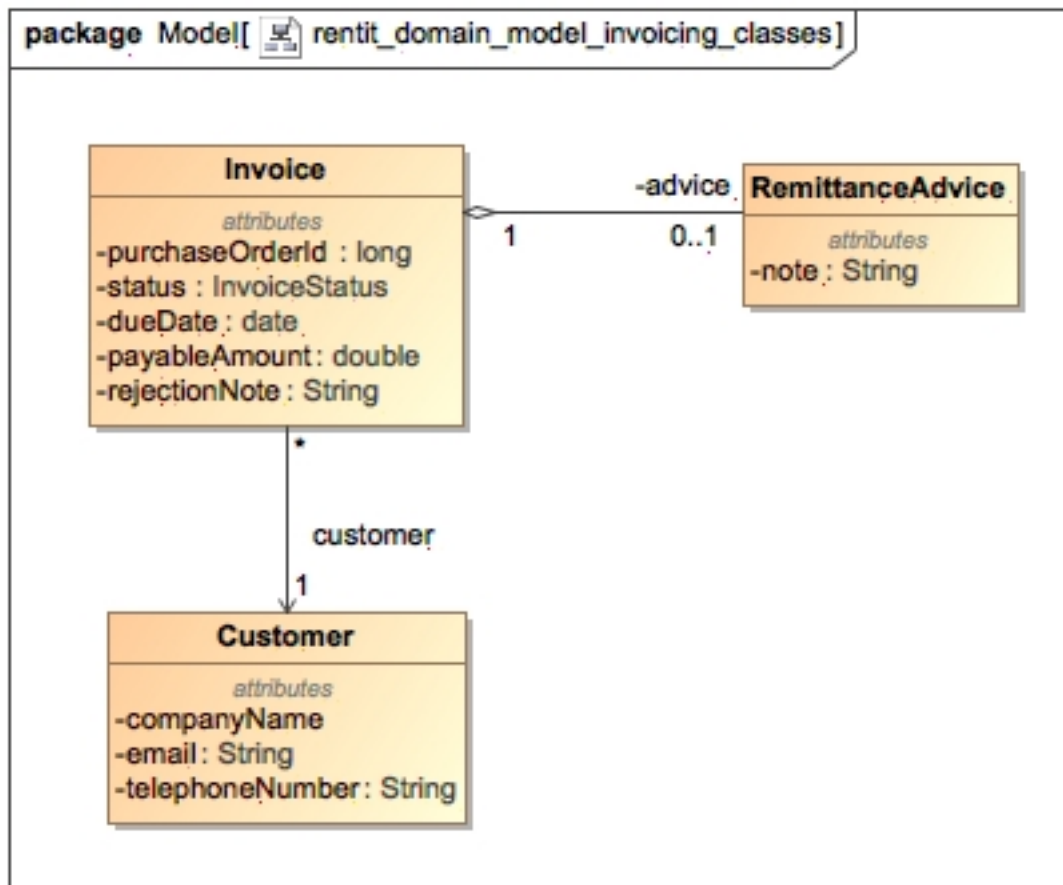 package Model[ rentit_domain_model_invoicing_classes]
Invoice
attributes
-purchaseOrderId : long
-status : InvoiceStatus
-dueDate : date
-payableAmount : double
-rejectionNote : String
-advice
1
0..1
RemittanceAdvice
attributes
-note : String
*
customer
1
Customer
attributes
-companyName
-email : String
-telephoneNumber : String